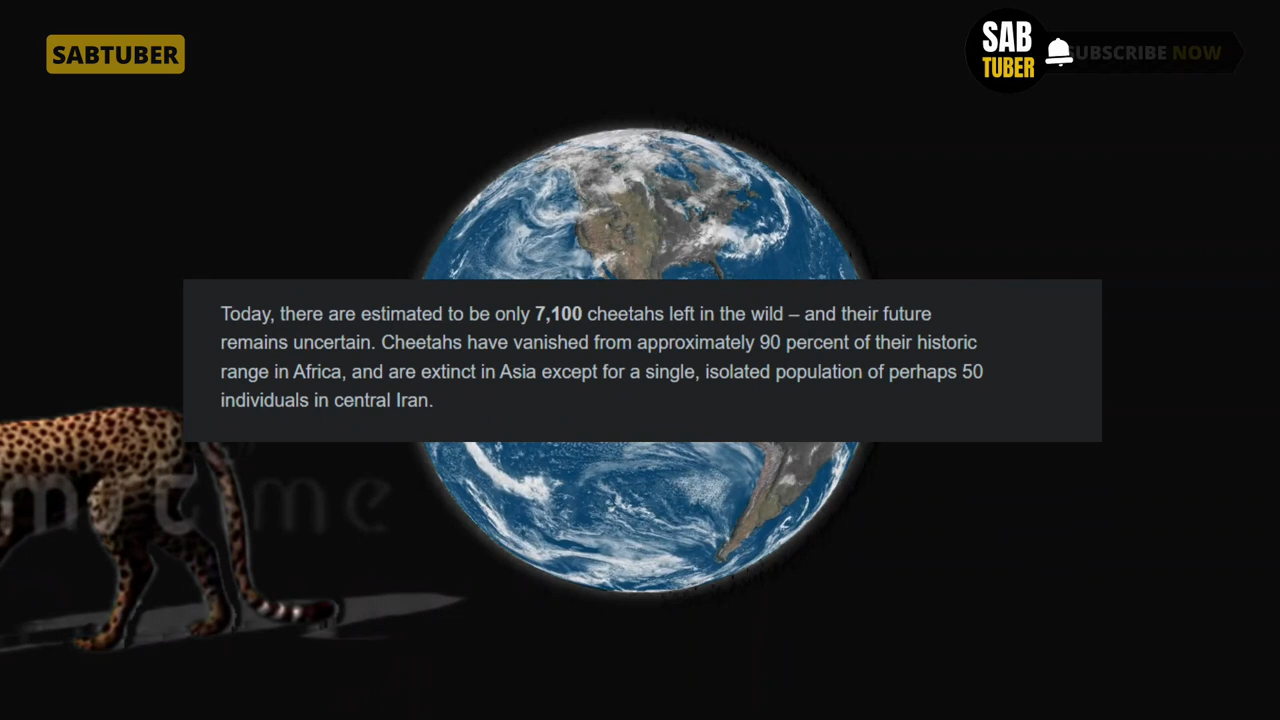 SABTUBER
SAB
TUBER
SUBSCRIBE NOW
Today, there are estimated to be only 7,100 cheetahs left in the wild – and their future
remains uncertain. Cheetahs have vanished from approximately 90 percent of their historic
range in Africa, and are extinct in Asia except for a single, isolated population of perhaps 50
individuals in central Iran.